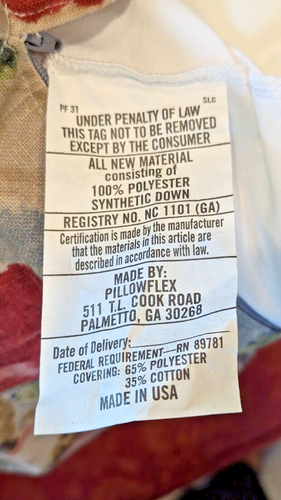 PF 31 SLC
UNDER PENALTY OF LAW
THIS TAG NOT TO BE REMOVED
EXCEPT BY THE CONSUMER
ALL NEW MATERIAL
consisting of
100% POLYESTER
SYNTHETIC DOWN
REGISTRY NO. NC 1101 (GA)
Certification is made by the manufacturer
that the materials in this article are
described in accordance with law.
MADE BY:
PILLOWFLEX
511 T.L. COOK ROAD
PALMETTO, GA 30268
Date of Delivery:
FEDERAL REQUIREMENT—RN 89781
COVERING: 65% POLYESTER
35% COTTON
MADE IN USA